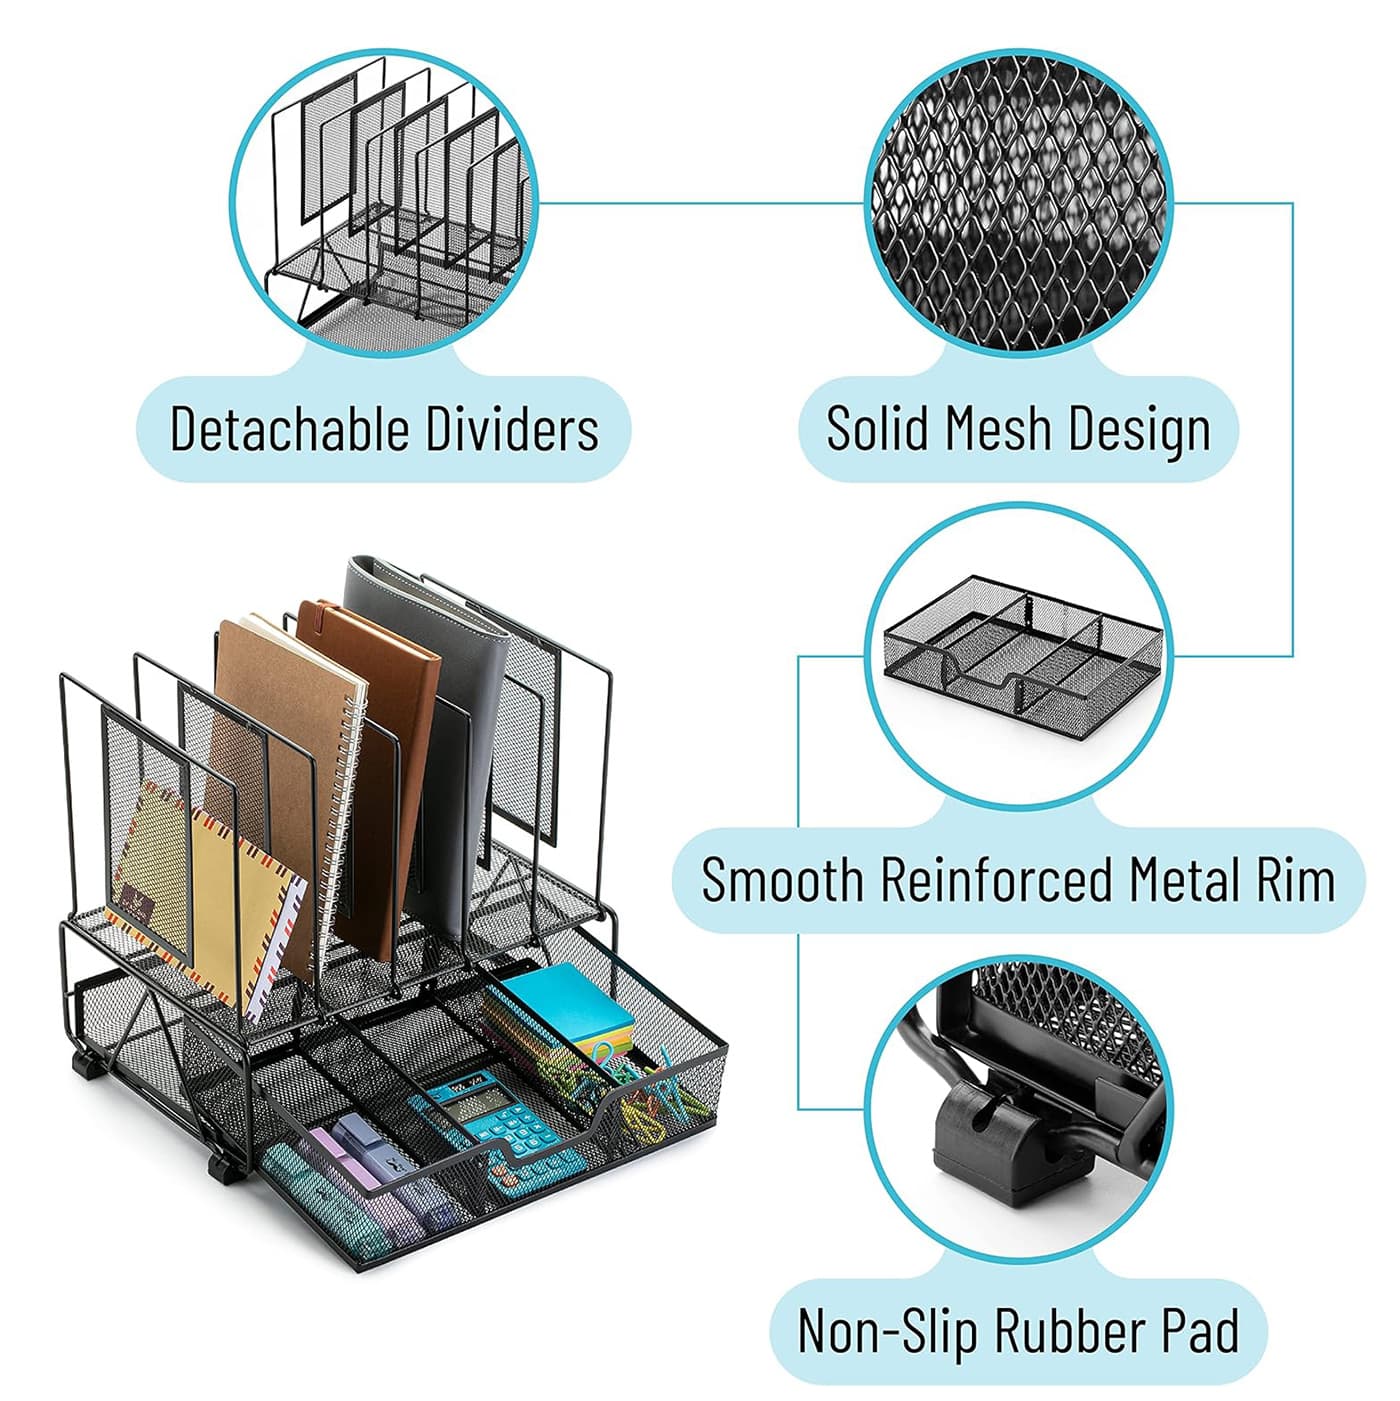 Detachable Dividers
Solid Mesh Design
Smooth Reinforced Metal Rim
Non-Slip Rubber Pad